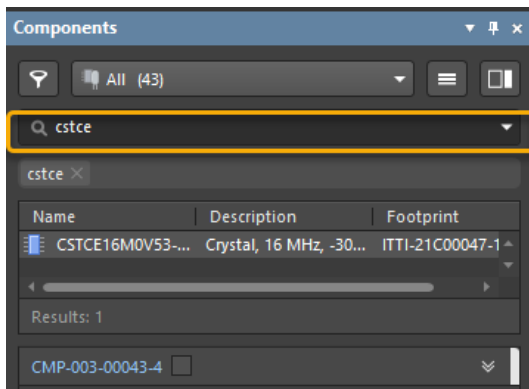 Components
All (43)
cstce
cstce
Name Description Footprint
CSTCE16M0V53-... Crystal, 16 MHz, -30... ITTI-21C00047-1
Results: 1
CMP-003-00043-4